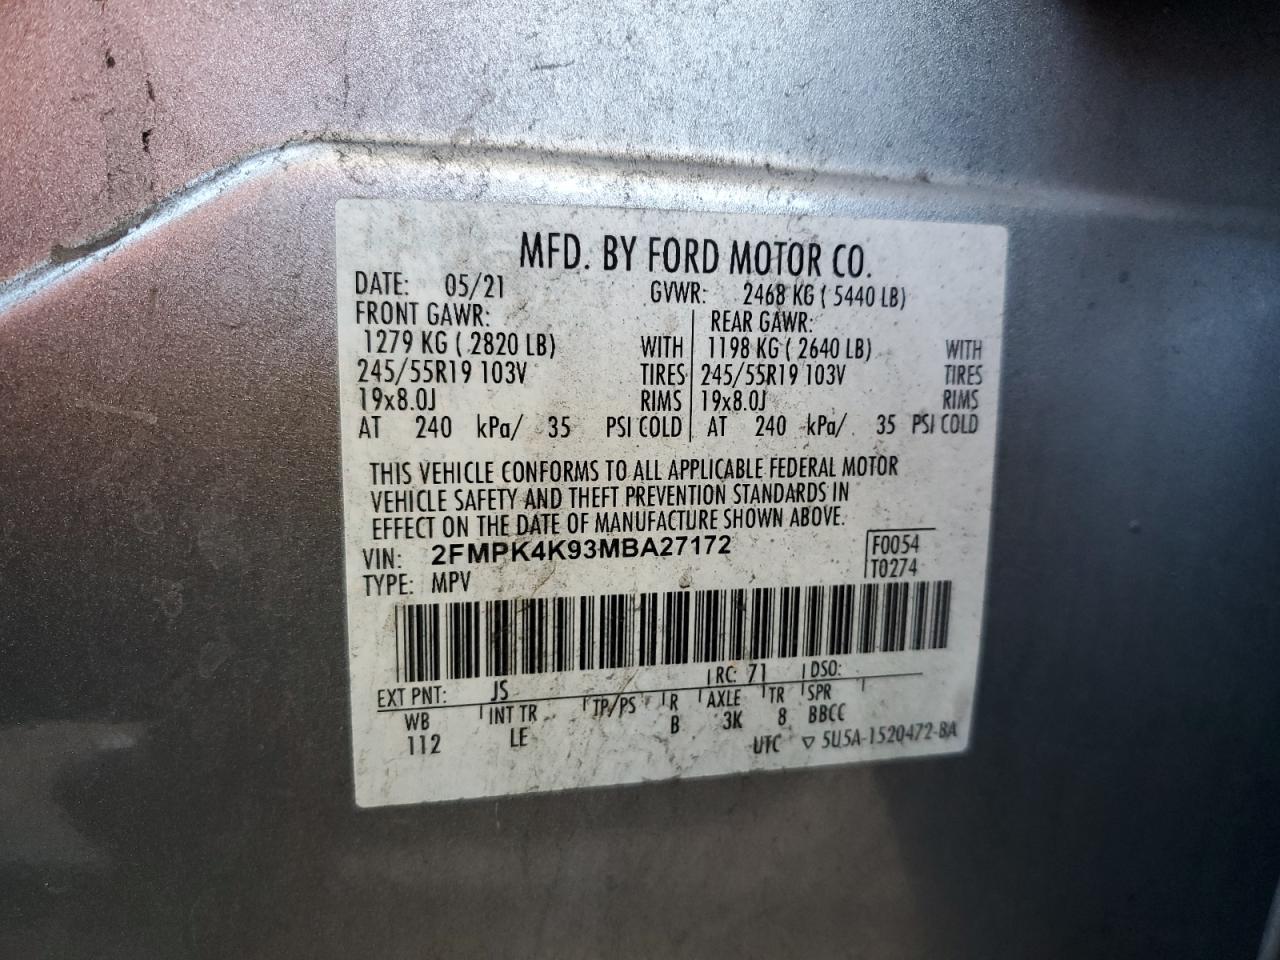 MFD. BY FORD MOTOR CO.
DATE: 05/21 GVWR: 2468 KG ( 5440 LB)
FRONT GAWR: REAR GAWR:
1279 KG ( 2820 LB) WITH 1198 KG ( 2640 LB) WITH
245/55R19 103V TIRES 245/55R19 103V TIRES
19x8.0J RIMS 19x8.0J RIMS
AT 240 kPa/ 35 PSI COLD AT 240 kPa/ 35 PSI COLD
THIS VEHICLE CONFORMS TO ALL APPLICABLE FEDERAL MOTOR
VEHICLE SAFETY AND THEFT PREVENTION STANDARDS IN
EFFECT ON THE DATE OF MANUFACTURE SHOWN ABOVE.
VIN: 2FMPK4K93MBA27172 F0054
TYPE: MPV T0274
EXT PNT: JS RC: 71 DSO:
WB INT TR TP/PS R AXLE TR SPR
112 LE B 3K 8 BBCC
UTC ▽ 5U5A-1520472-BA